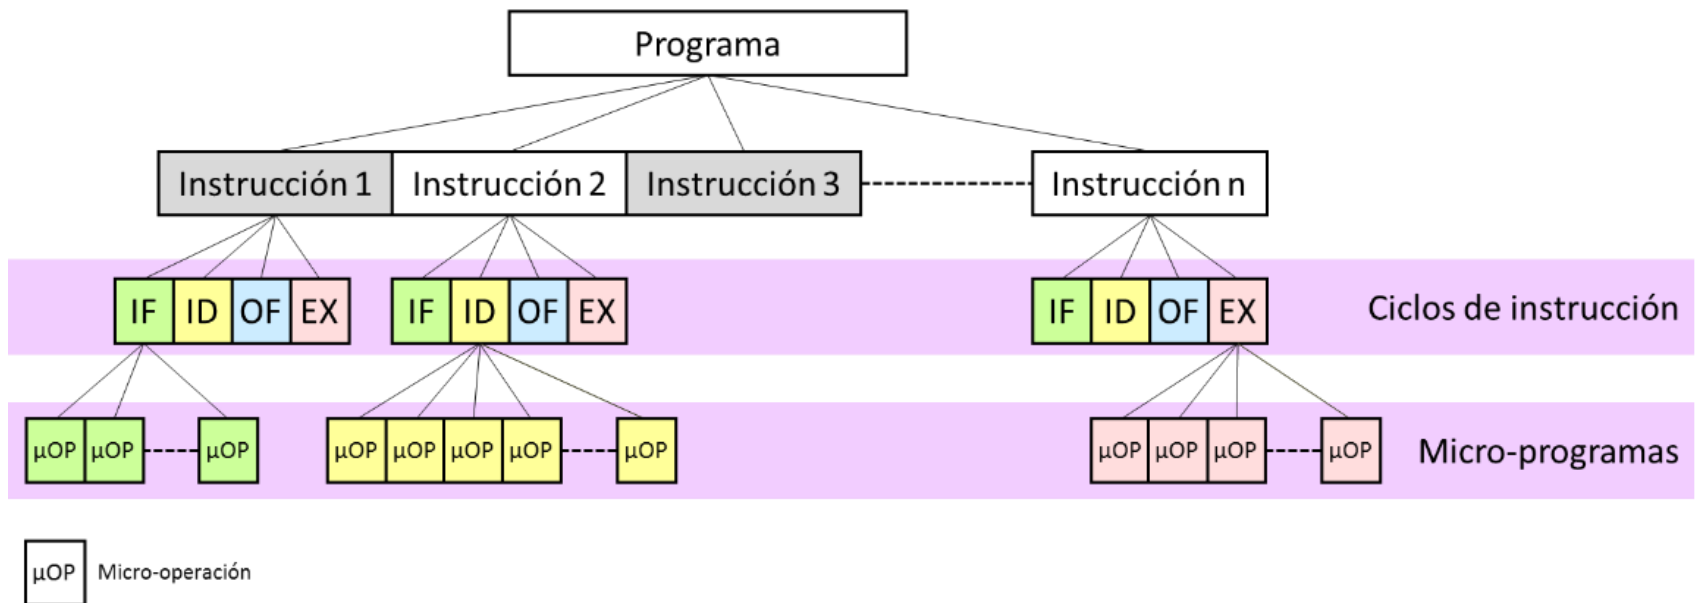 Programa
Instrucción 1 Instrucción 2 Instrucción 3 Instrucción n
IF ID OF EX IF ID OF EX IF ID OF EX Ciclos de instrucción
μOP μOP μOP μOP μOP μOP μOP μOP μOP μOP μOP μOP Micro-programas
μOP Micro-operación